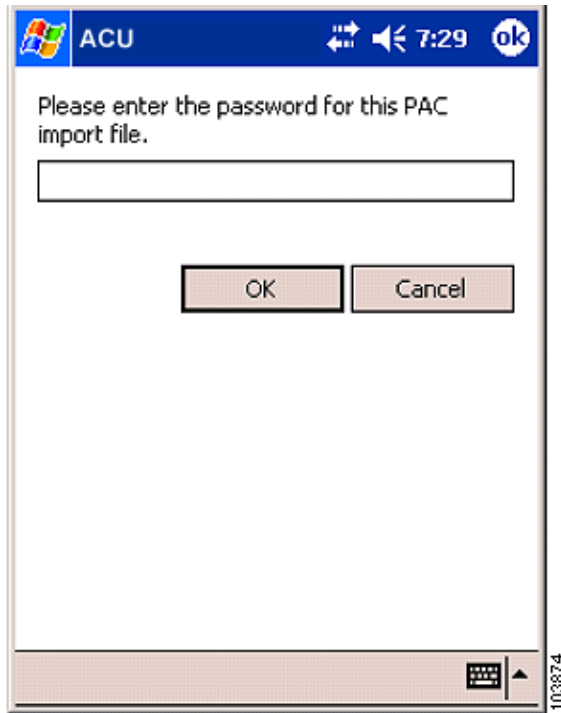 ACU 7:29 ok
Please enter the password for this PAC
import file.
OK Cancel
103874